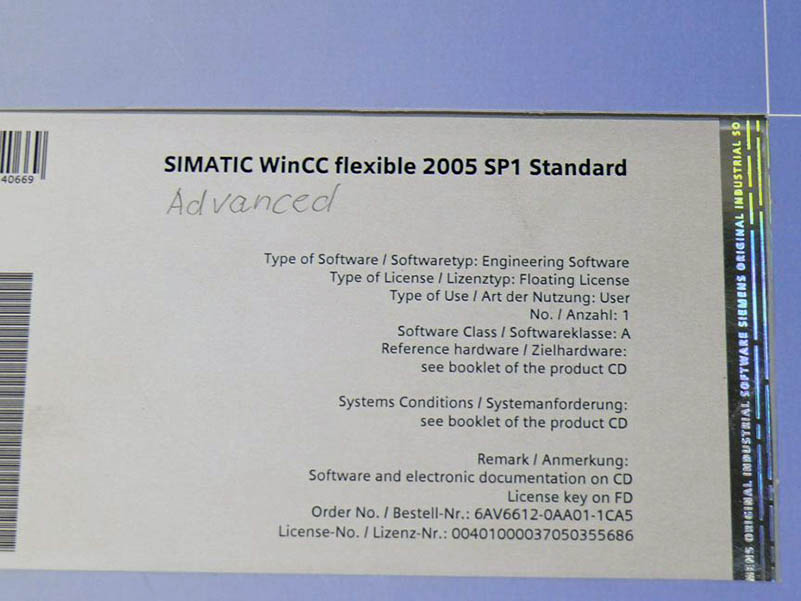 40669
SIMATIC WinCC flexible 2005 SP1 Standard
Advanced
Type of Software / Softwaretyp: Engineering Software
Type of License / Lizenztyp: Floating License
Type of Use / Art der Nutzung: User
No. / Anzahl: 1
Software Class / Softwareklasse: A
Reference hardware / Zielhardware:
see booklet of the product CD
Systems Conditions / Systemanforderung:
see booklet of the product CD
Remark / Anmerkung:
Software and electronic documentation on CD
License key on FD
Order No. / Bestell-Nr.: 6AV6612-0AA01-1CA5
License-No. / Lizenz-Nr.: 00401000037050355686
MENS ORIGINAL INDUSTRIAL SOFTWARE SIEMENS ORIGINAL INDUSTRIAL SO